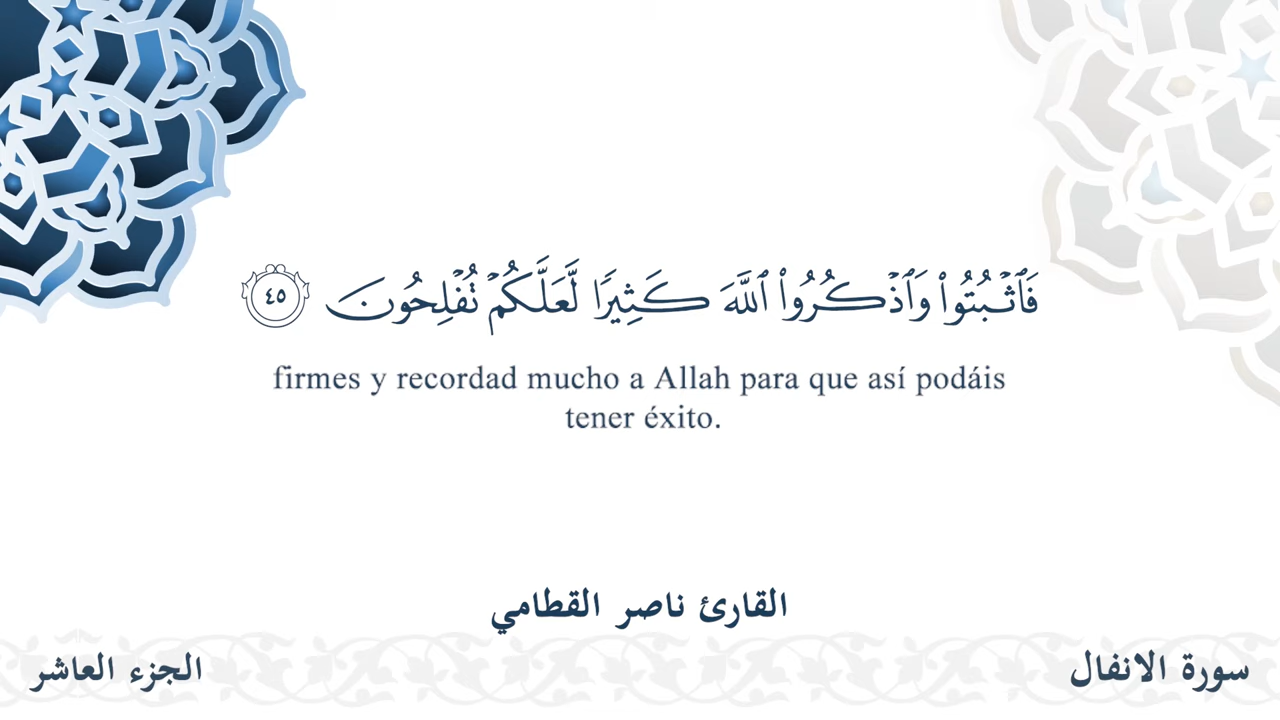 فَٱثۡبُتُواْ وَٱذۡكُرُواْ ٱللَّهَ كَثِيرٗا لَّعَلَّكُمۡ تُفۡلِحُونَ ٤٥
firmes y recordad mucho a Allah para que así podáis
tener éxito.
القارئ ناصر القطامي
سورة الانفال
الجزء العاشر